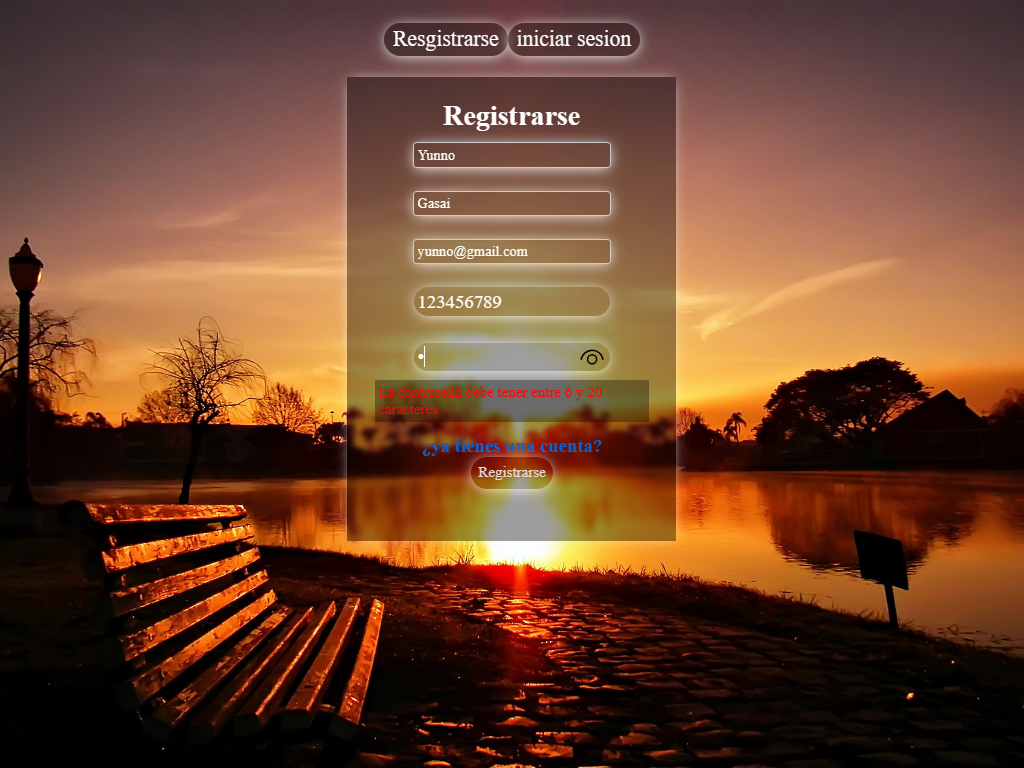 Resgistrarse iniciar sesion
Registrarse
Yunno
Gasai
yunno@gmail.com
123456789
•
La contraseña debe tener entre 6 y 20
caracteres
¿ya tienes una cuenta?
Registrarse